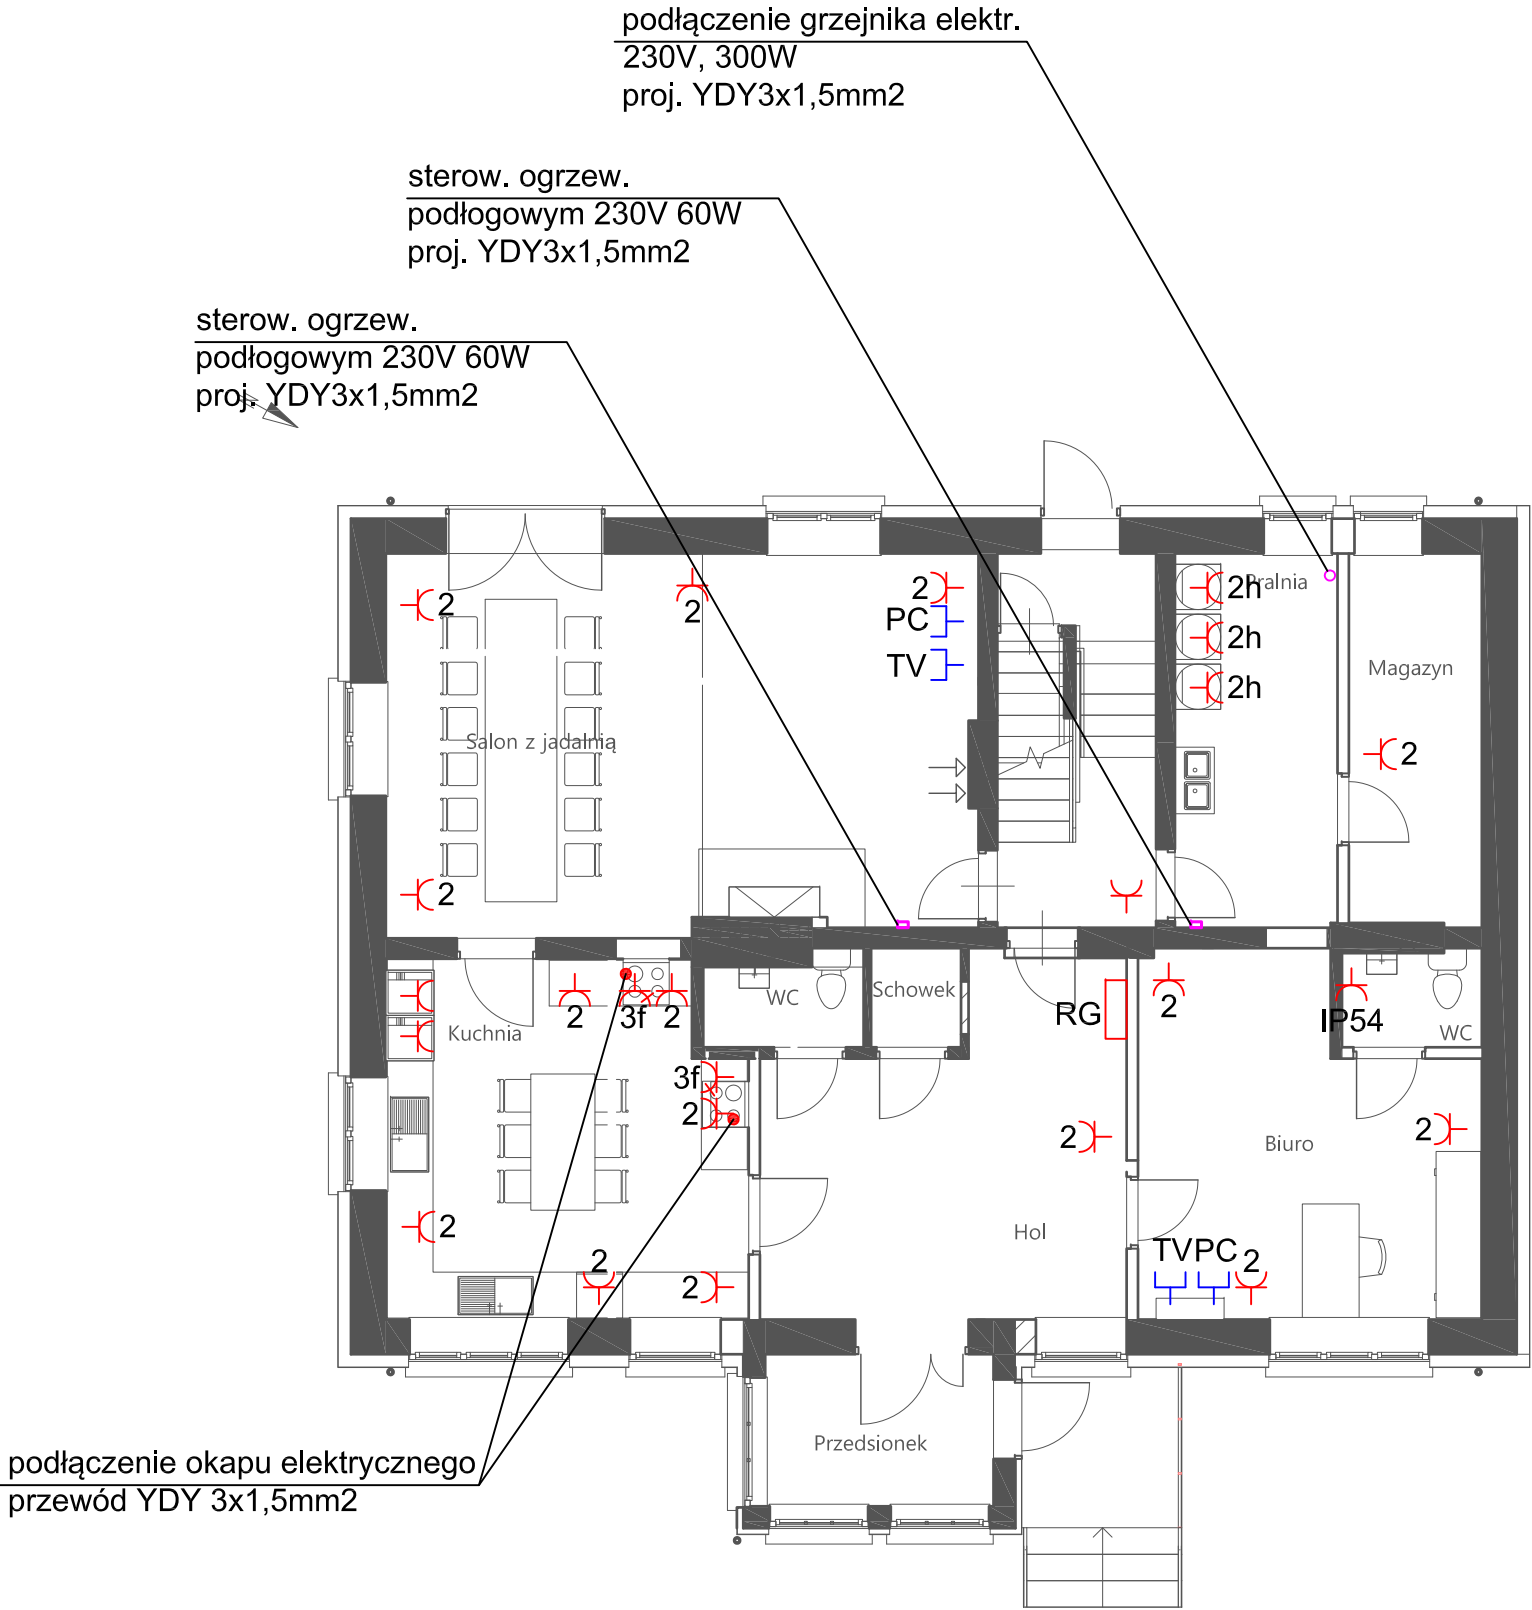 podłączenie grzejnika elektr.
230V, 300W
proj. YDY3x1,5mm2
sterow. ogrzew.
podłogowym 230V 60W
proj. YDY3x1,5mm2
sterow. ogrzew.
podłogowym 230V 60W
proj. YDY3x1,5mm2
2
2
2
PC
TV
2h Pralnia
2h
2h
Magazyn
2
Salon z jadalnią
2
WC
Schowek
RG
2
IP54
WC
Kuchnia
2
3f
2
3f
2
2
2
Biuro
Hol
2
2
2
TV PC 2
Przedsionek
podłączenie okapu elektrycznego
przewód YDY 3x1,5mm2